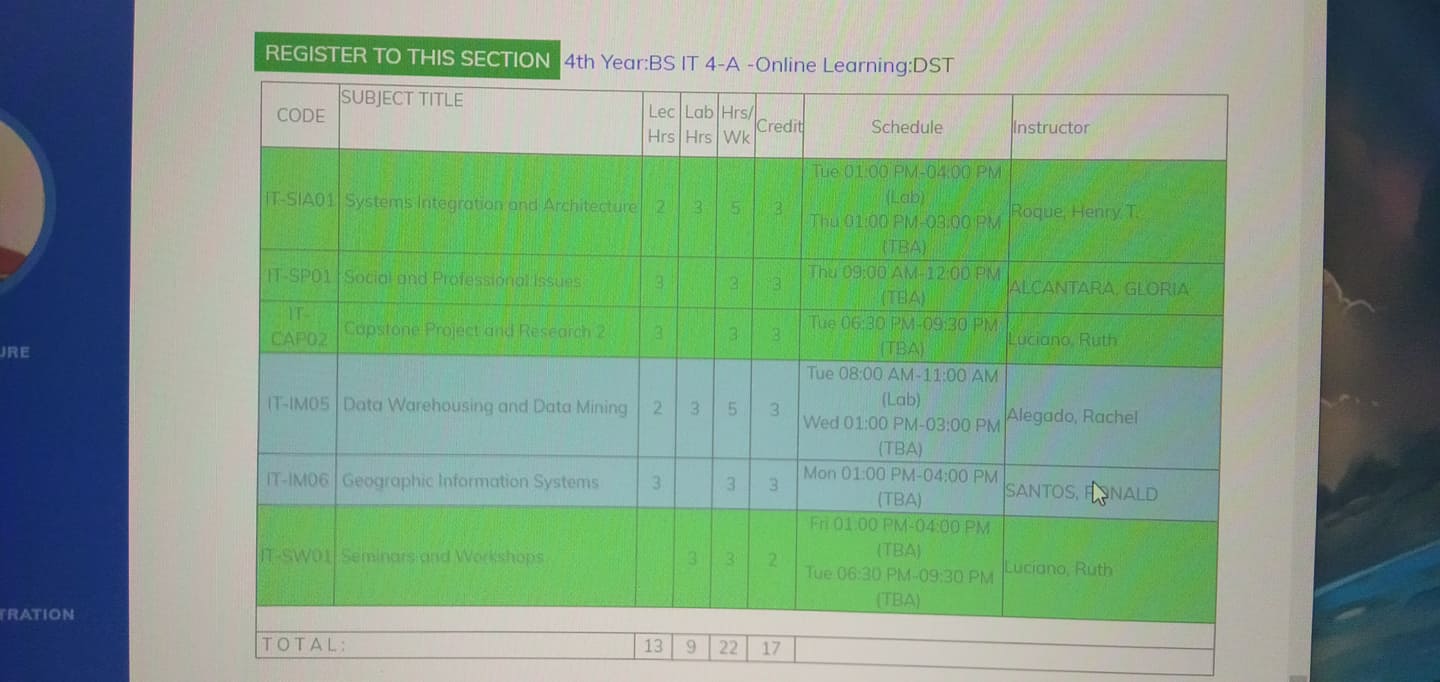 REGISTER TO THIS SECTION 4th Year:BS IT 4-A -Online Learning:DST
CODE SUBJECT TITLE Lec Hrs Lab Hrs Hrs/ Wk Credit Schedule Instructor
IT-SIA01 Systems Integration and Architecture 2 3 5 3 Tue 01:00 PM-04:00 PM
(Lab)
Thu 01:00 PM-03:00 PM
(TBA)
Roque, Henry T.
IT-SP01 Social and Professional Issues 3 3 3 Thu 09:00 AM-12:00 PM
(TBA)
ALCANTARA, GLORIA
IT-
CAP02 Capstone Project and Research 2 3 3 3 Tue 06:30 PM-09:30 PM
(TBA)
Luciano, Ruth
IT-IM05 Data Warehousing and Data Mining 2 3 5 3 Tue 08:00 AM-11:00 AM
(Lab)
Wed 01:00 PM-03:00 PM
(TBA)
Alegado, Rachel
IT-IM06 Geographic Information Systems 3 3 3 Mon 01:00 PM-04:00 PM
(TBA)
SANTOS, RONALD
IT-SW01 Seminars and Workshops 3 3 2 Fri 01:00 PM-04:00 PM
(TBA)
Tue 06:30 PM-09:30 PM
(TBA)
Luciano, Ruth
TOTAL: 13 9 22 17
URE
TRATION